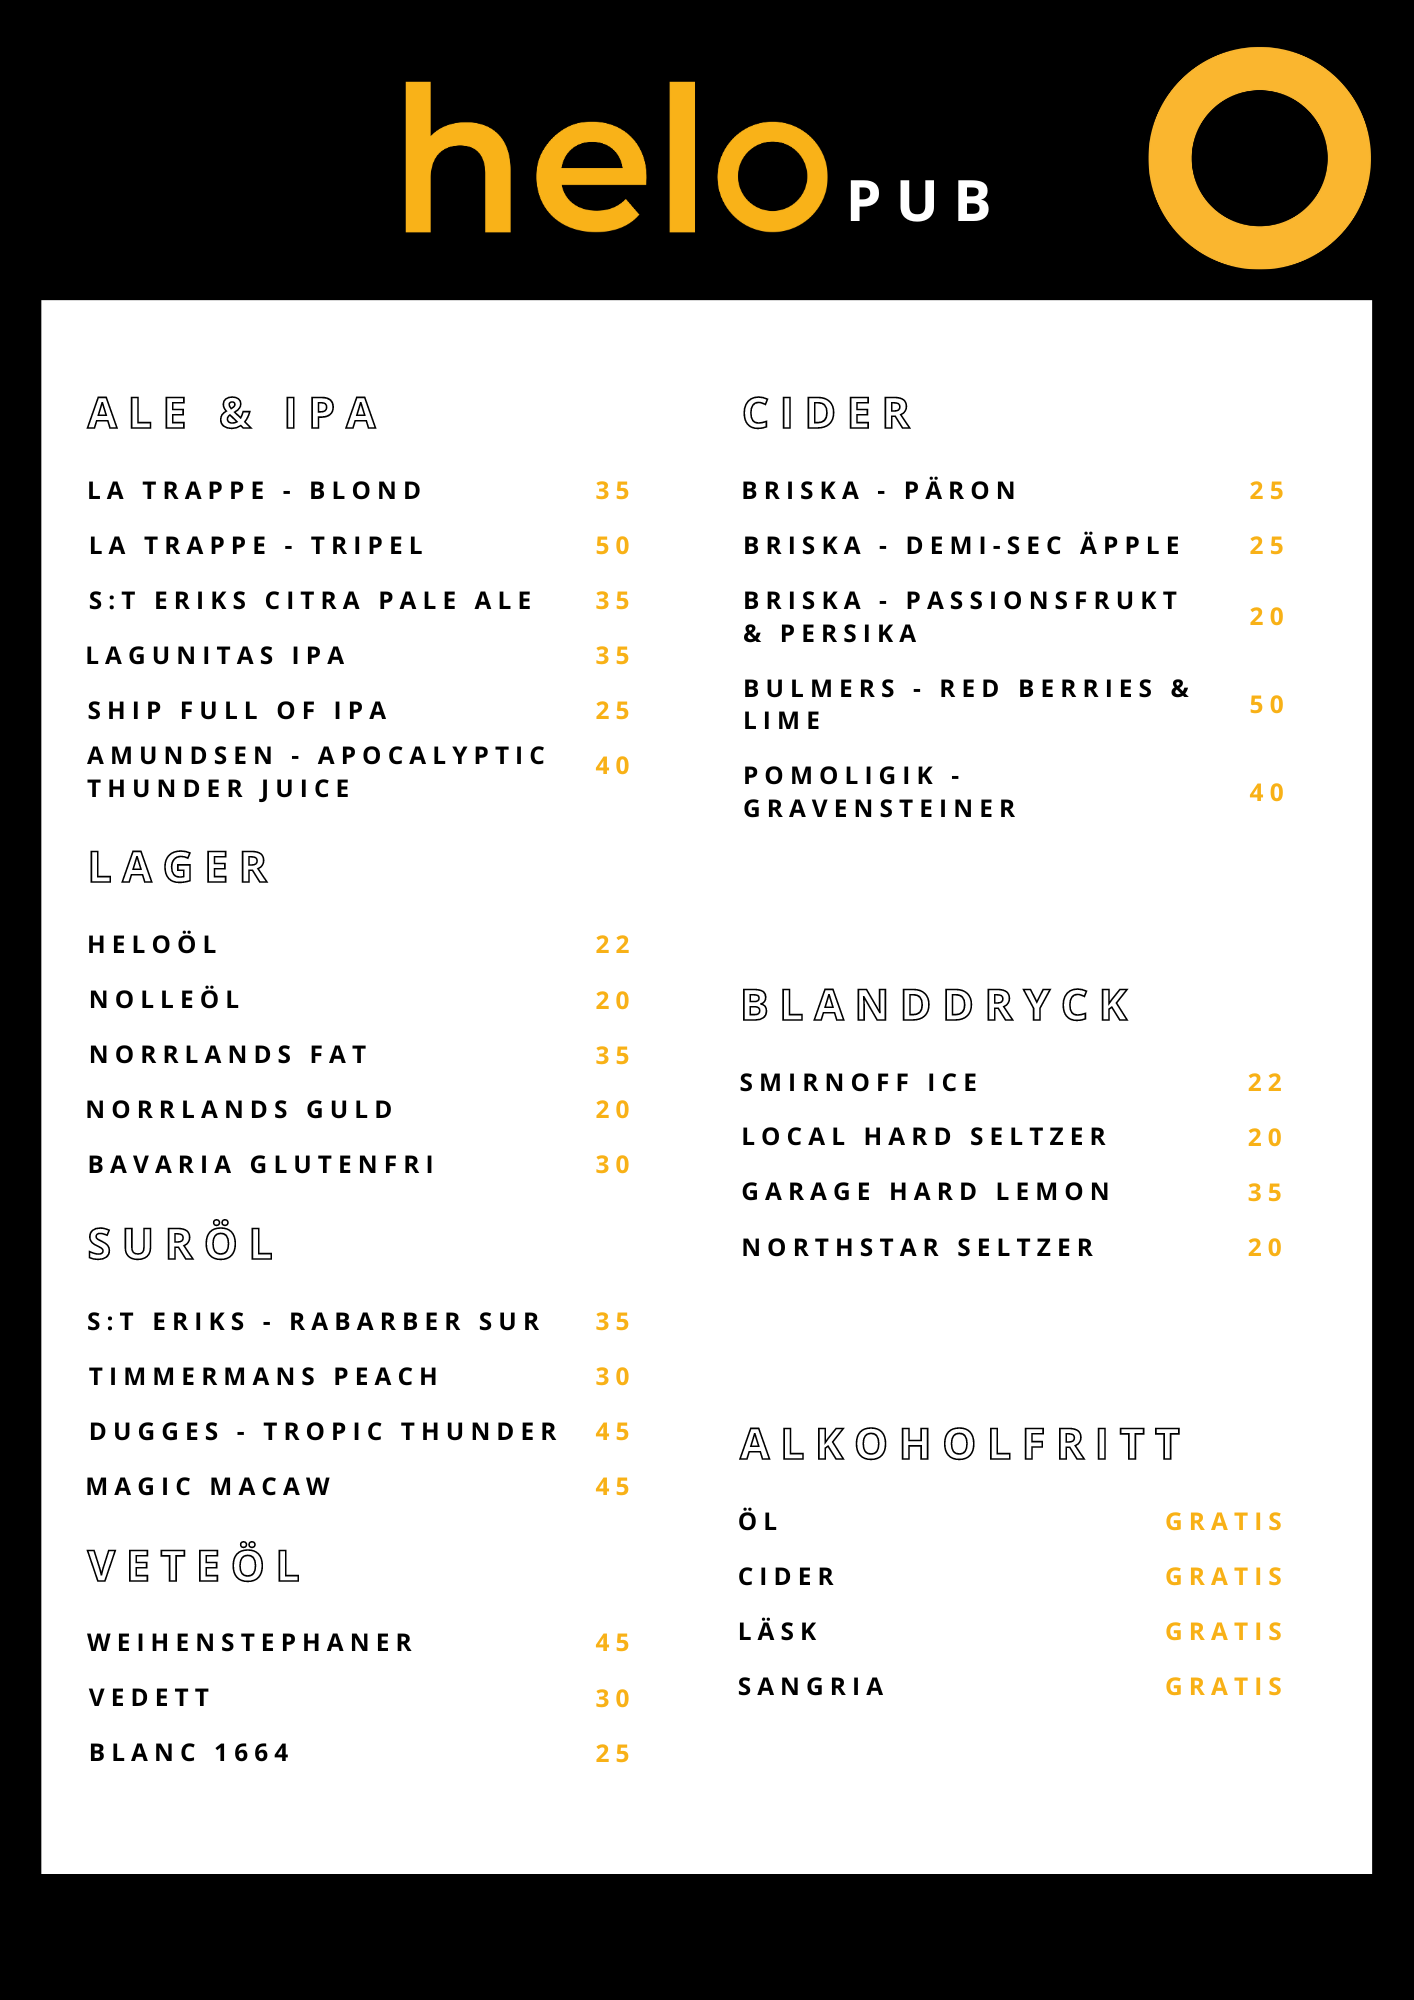 helo PUB
ALE & IPA
LA TRAPPE - BLOND 35
LA TRAPPE - TRIPEL 50
S:T ERIKS CITRA PALE ALE 35
LAGUNITAS IPA 35
SHIP FULL OF IPA 25
AMUNDSEN - APOCALYPTIC
THUNDER JUICE 40
LAGER
HELOÖL 22
NOLLEÖL 20
NORRLANDS FAT 35
NORRLANDS GULD 20
BAVARIA GLUTENFRI 30
SURÖL
S:T ERIKS - RABARBER SUR 35
TIMMERMANS PEACH 30
DUGGES - TROPIC THUNDER 45
MAGIC MACAW 45
VETEÖL
WEIHENSTEPHANER 45
VEDETT 30
BLANC 1664 25
CIDER
BRISKA - PÄRON 25
BRISKA - DEMI-SEC ÄPPLE 25
BRISKA - PASSIONSFRUKT
& PERSIKA 20
BULMERS - RED BERRIES &
LIME 50
POMOLIGIK -
GRAVENSTEINER 40
BLANDDRYCK
SMIRNOFF ICE 22
LOCAL HARD SELTZER 20
GARAGE HARD LEMON 35
NORTHSTAR SELTZER 20
ALKOHOLFRITT
ÖL GRATIS
CIDER GRATIS
LÄSK GRATIS
SANGRIA GRATIS